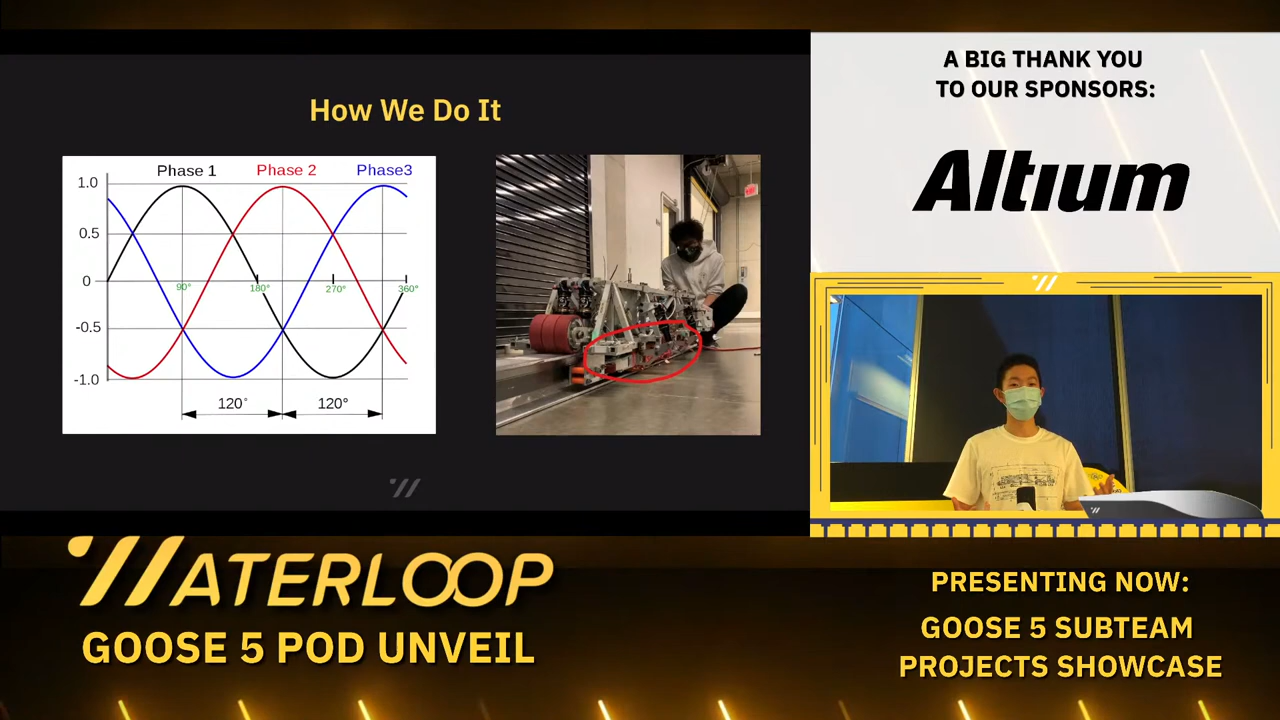 How We Do It
Phase 1
Phase 2
Phase3
1.0
0.5
0
-0.5
-1.0
90°
180°
270°
360°
120°
120°
A BIG THANK YOU
TO OUR SPONSORS:
Altium
WATERLOOP
GOOSE 5 POD UNVEIL
PRESENTING NOW:
GOOSE 5 SUBTEAM
PROJECTS SHOWCASE